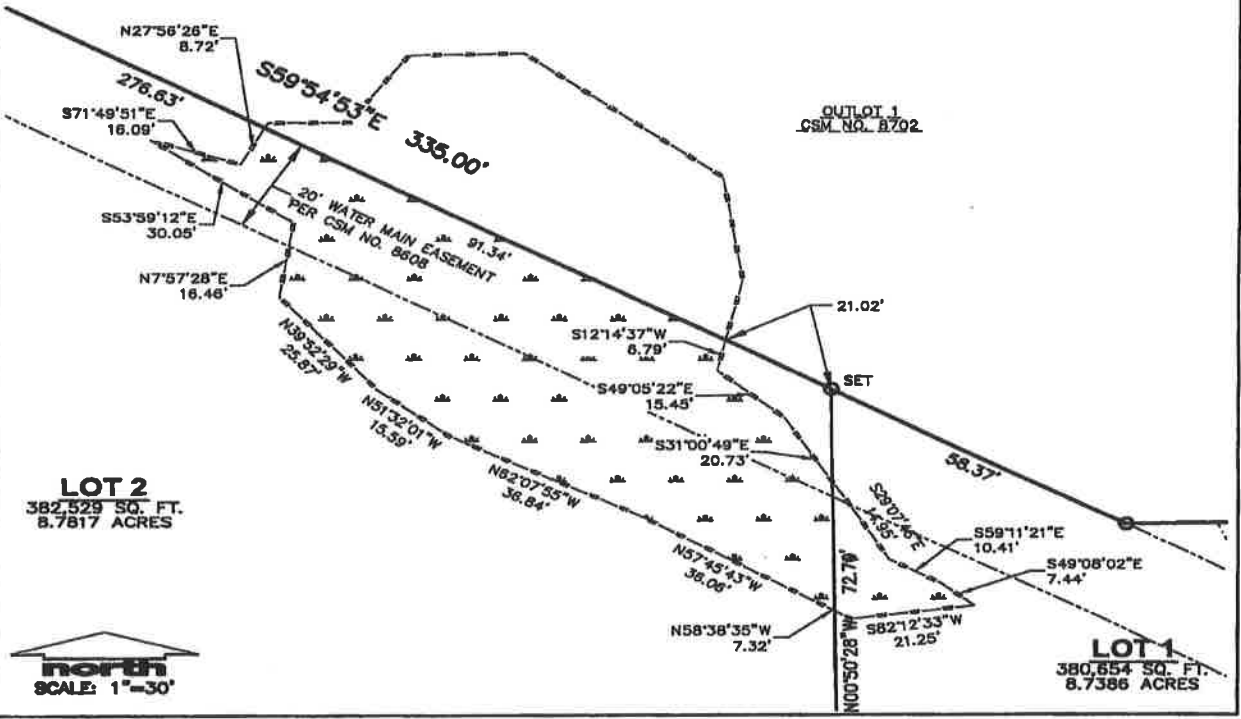 N27°56'26"E
8.72'
276.63'
S59°54'53"E 335.00'
S71°49'51"E
16.09'
OUTLOT 1
CSM NO. 8702
20' WATER MAIN EASEMENT
PER CSM NO. 8608
91.34'
S53°59'12"E
30.05'
N7°57'28"E
16.46'
21.02'
S12°14'37"W
6.79'
SET
N39°52'29"W
25.87'
S49°05'22"E
15.45'
N51°32'01"W
15.59'
S31°00'49"E
20.73'
58.37'
LOT 2
382,529 SQ. FT.
8.7817 ACRES
N62°07'55"W
36.84'
S29°07'46"E
14.95'
S59°11'21"E
10.41'
N57°45'43"W
36.06'
S49°08'02"E
7.44'
N58°38'35"W
7.32'
N00°50'28"W
S82°12'33"W
21.25'
LOT 1
380,654 SQ. FT.
8.7386 ACRES
north
SCALE: 1"=30'